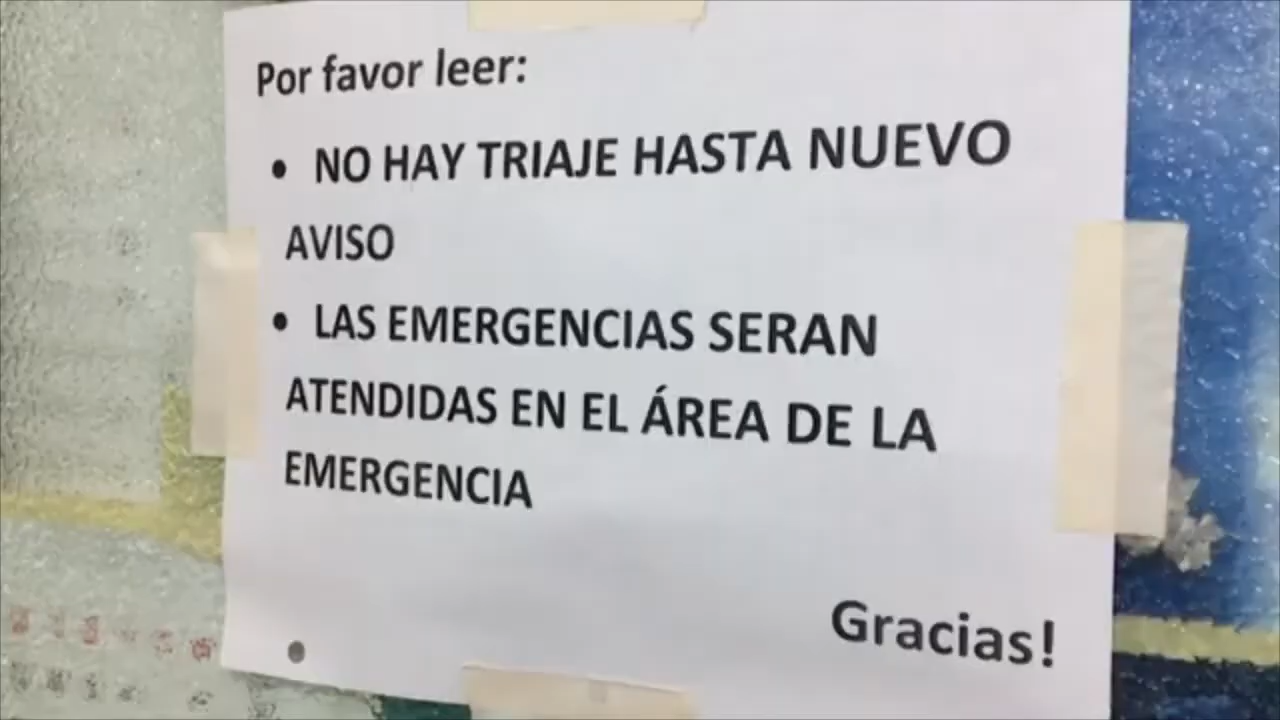 Por favor leer:
• NO HAY TRIAJE HASTA NUEVO
AVISO
• LAS EMERGENCIAS SERAN
ATENDIDAS EN EL ÁREA DE LA
EMERGENCIA
Gracias!